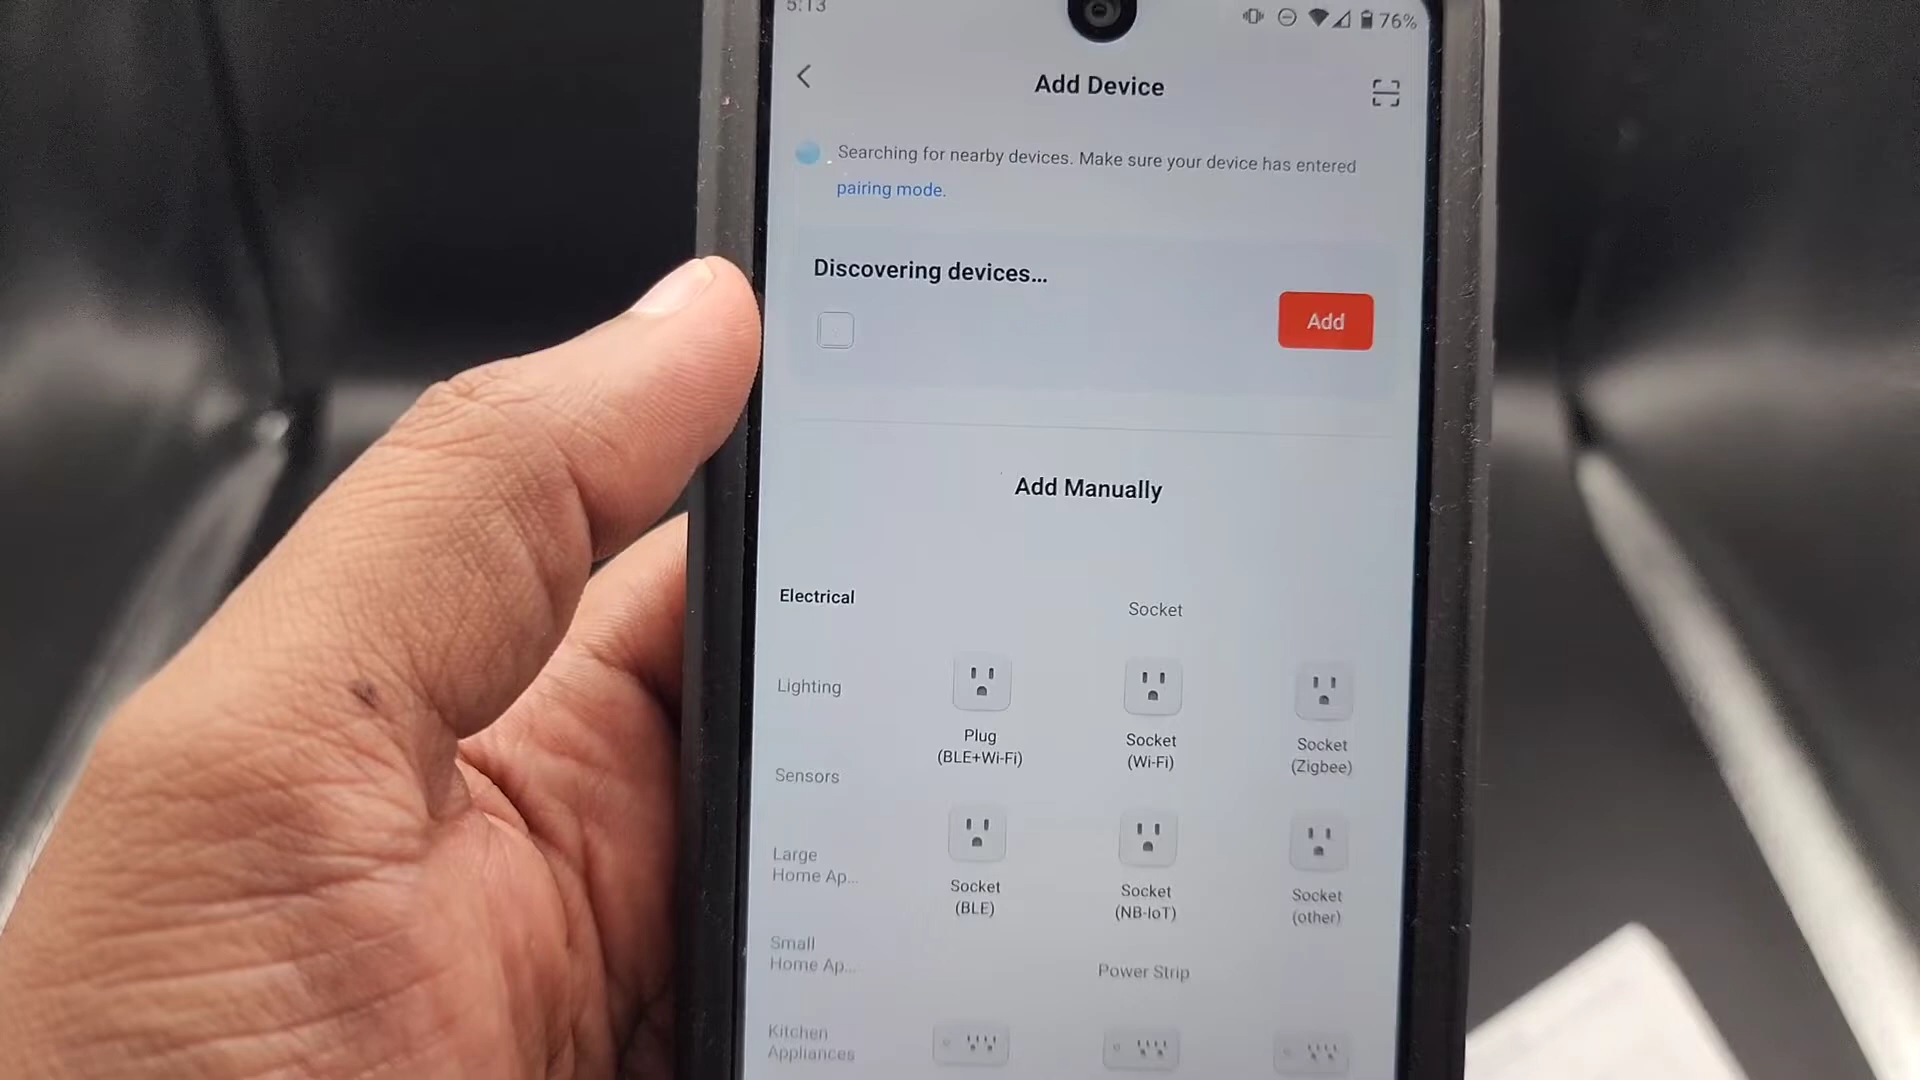 5:13
76%
Add Device
Searching for nearby devices. Make sure your device has entered
pairing mode.
Discovering devices...
Add
Add Manually
Electrical
Socket
Lighting
Plug
(BLE+Wi-Fi)
Socket
(Wi-Fi)
Socket
(Zigbee)
Sensors
Large
Home Ap...
Socket
(BLE)
Socket
(NB-IoT)
Socket
(other)
Small
Home Ap...
Power Strip
Kitchen
Appliances